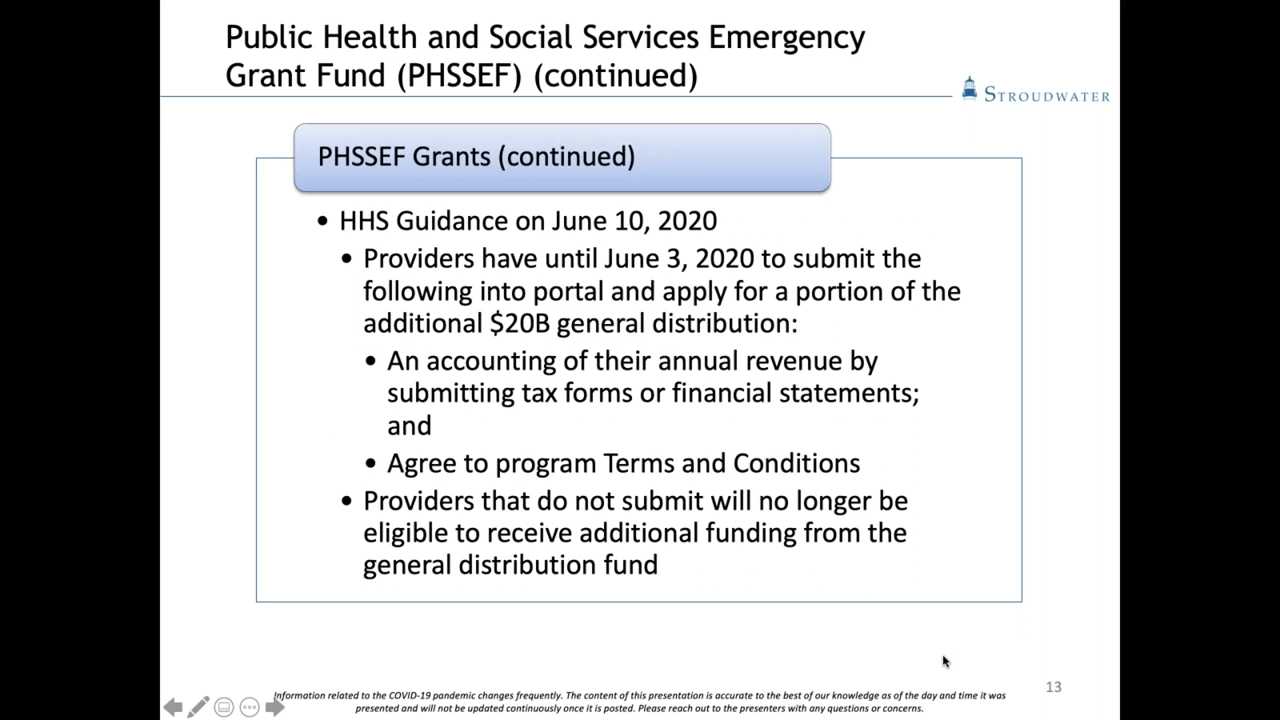 Public Health and Social Services Emergency
Grant Fund (PHSSEF) (continued)
STROUDWATER
PHSSEF Grants (continued)
• HHS Guidance on June 10, 2020
• Providers have until June 3, 2020 to submit the
following into portal and apply for a portion of the
additional $20B general distribution:
• An accounting of their annual revenue by
submitting tax forms or financial statements;
and
• Agree to program Terms and Conditions
• Providers that do not submit will no longer be
eligible to receive additional funding from the
general distribution fund
13
Information related to the COVID-19 pandemic changes frequently. The content of this presentation is accurate to the best of our knowledge as of the day and time it was
presented and will not be updated continuously once it is posted. Please reach out to the presenters with any questions or concerns.